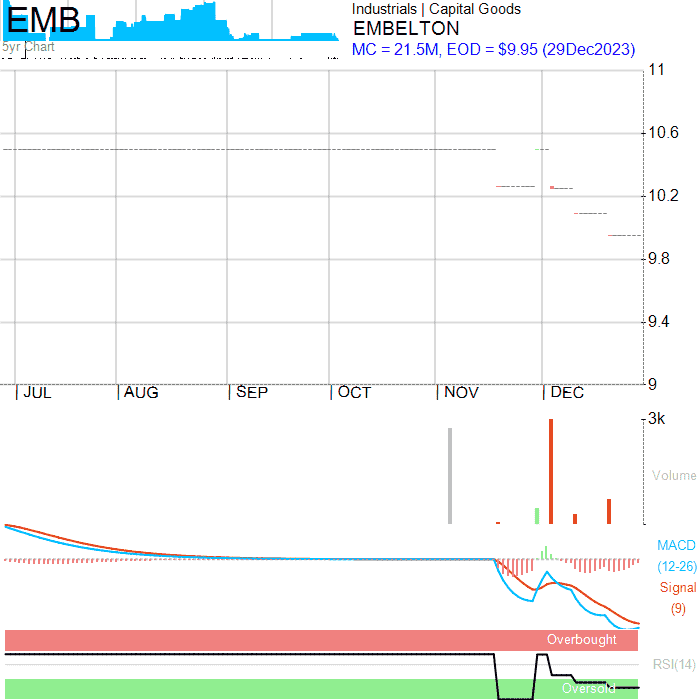 EMB
5yr Chart
Industrials | Capital Goods
EMBELTON
MC = 21.5M, EOD = $9.95 (29Dec2023)
11
10.6
10.2
9.8
9.4
9
| JUL | AUG | SEP | OCT | NOV | DEC
3k
Volume
MACD
(12-26)
Signal
(9)
Overbought
RSI(14)
Oversold